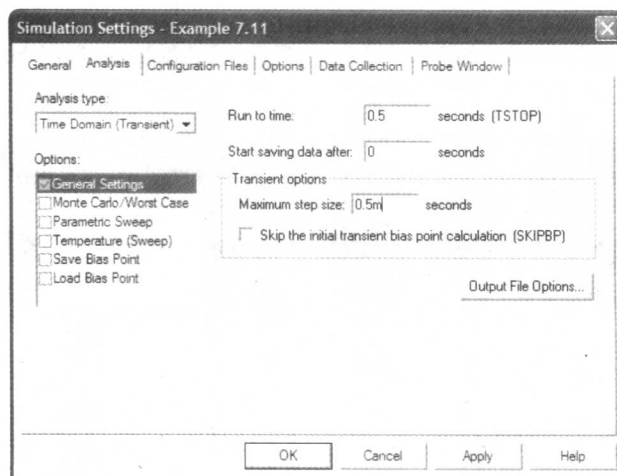 Simulation Settings - Example 7.11
General Analysis Configuration Files Options Data Collection Probe Window
Analysis type:
Time Domain (Transient)
Options:
General Settings
Monte Carlo/Worst Case
Parametric Sweep
Temperature (Sweep)
Save Bias Point
Load Bias Point
Run to time: 0.5 seconds (TSTOP)
Start saving data after: 0 seconds
Transient options
Maximum step size: 0.5m seconds
Skip the initial transient bias point calculation (SKIPBP)
Output File Options...
OK Cancel Apply Help